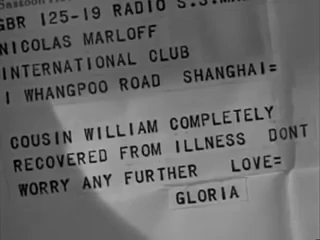 GBR 125-19 RADIO S.S.
NICOLAS MARLOFF
INTERNATIONAL CLUB
1 WHANGPOO ROAD SHANGHAI=
COUSIN WILLIAM COMPLETELY
RECOVERED FROM ILLNESS DONT
WORRY ANY FURTHER LOVE=
GLORIA